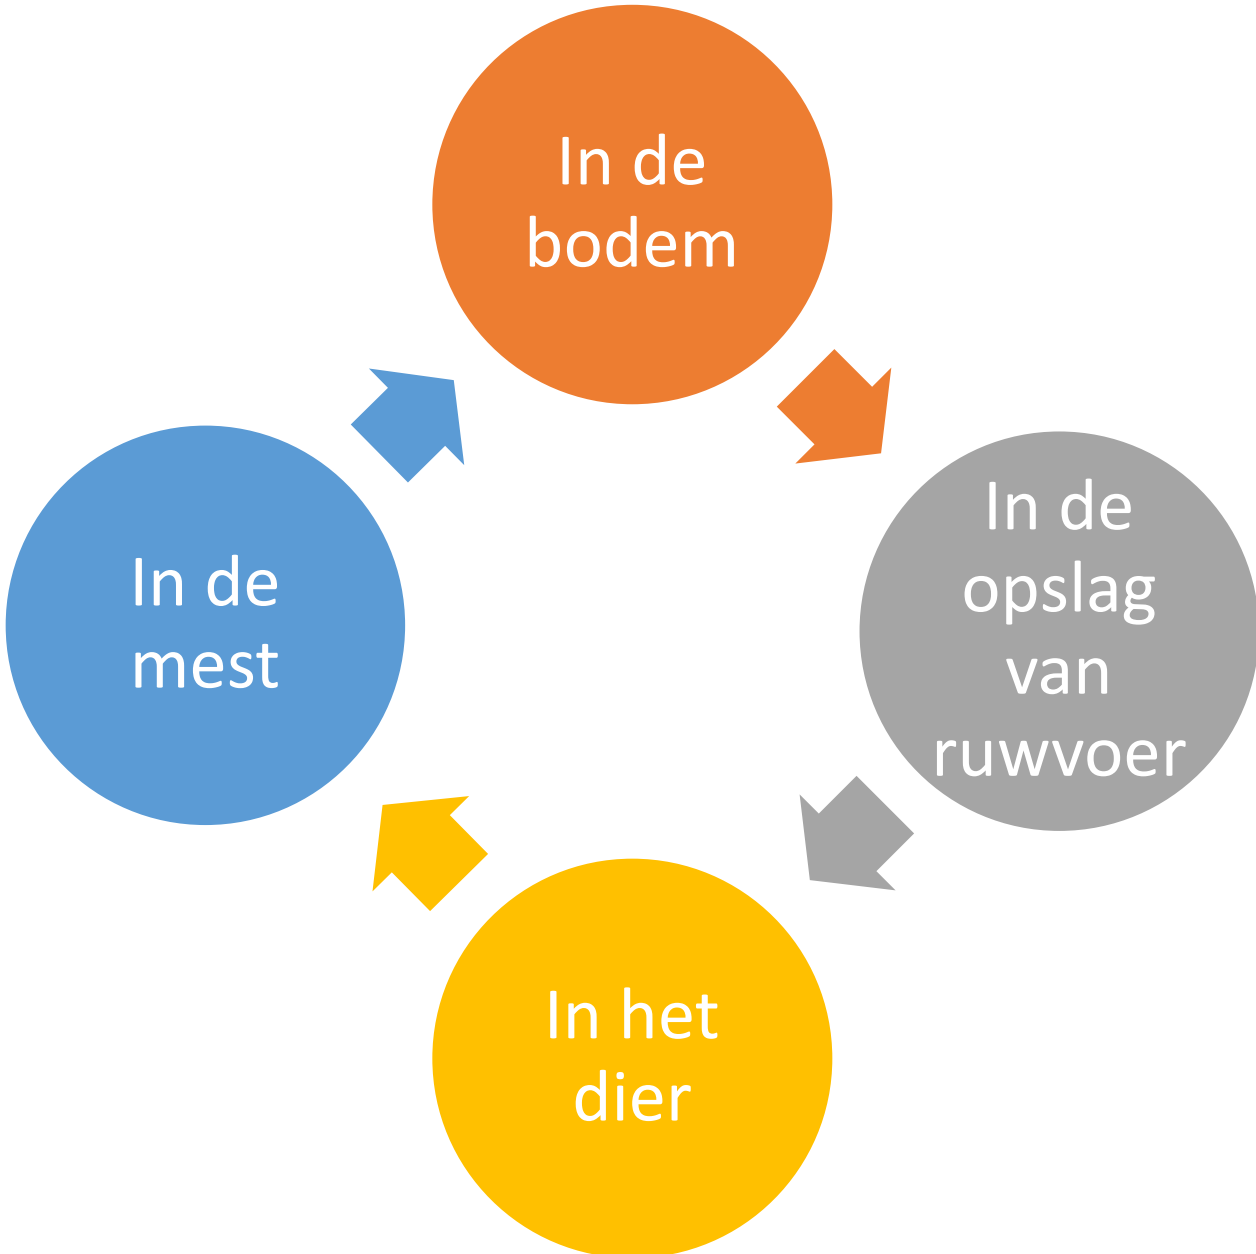 In de
bodem
In de
opslag
van
ruwvoer
In het
dier
In de
mest